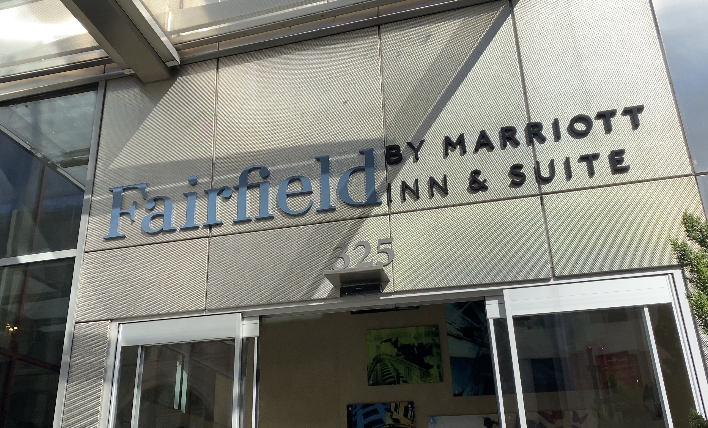 Fairfield
BY MARRIOTT
INN & SUITE
325